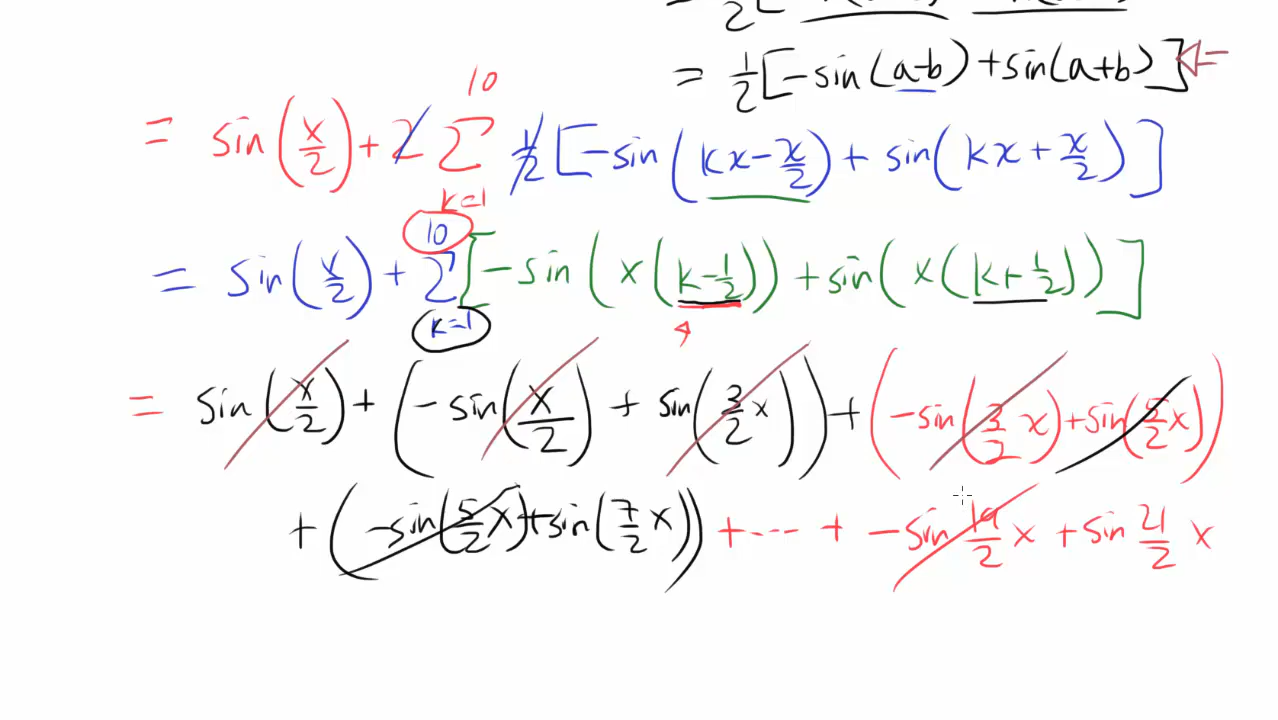 = 1/2 [
= 1/2 [-sin(a-b) + sin(a+b)] ⇐
= sin(x/2) + 2 10 Σ k=1 1/2 [-sin(kx - x/2) + sin(kx + x/2)]
= sin(x/2) + 10 Σ k=1 [-sin(x(k-1/2)) + sin(x(k+1/2))]
= sin(x/2) + (-sin(x/2) + sin(3/2 x)) + (-sin(3/2 x) + sin(5/2 x))
+ (-sin(5/2 x) + sin(7/2 x)) + ... + -sin 19/2 x + sin 21/2 x